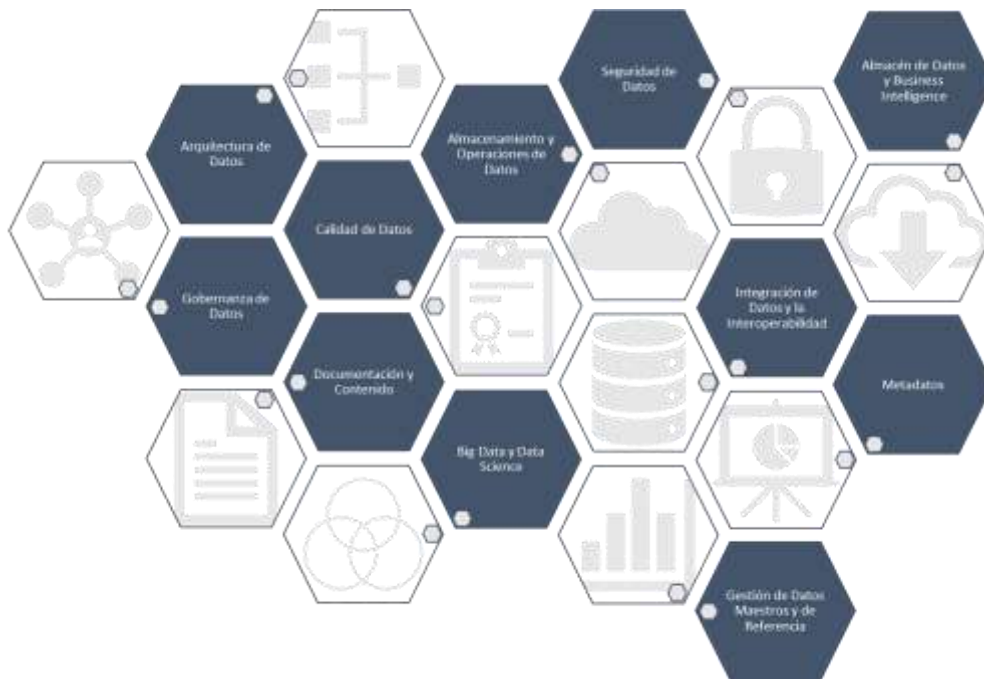 Seguridad de
Datos
Almacén de Datos
y Business
Intelligence
Arquitectura de
Datos
Almacenamiento y
Operaciones de
Datos
Calidad de Datos
Gobernanza de
Datos
Integración de
Datos y la
Interoperabilidad
Documentación y
Contenido
Metadatos
Big Data y Data
Science
Gestión de Datos
Maestros y de
Referencia